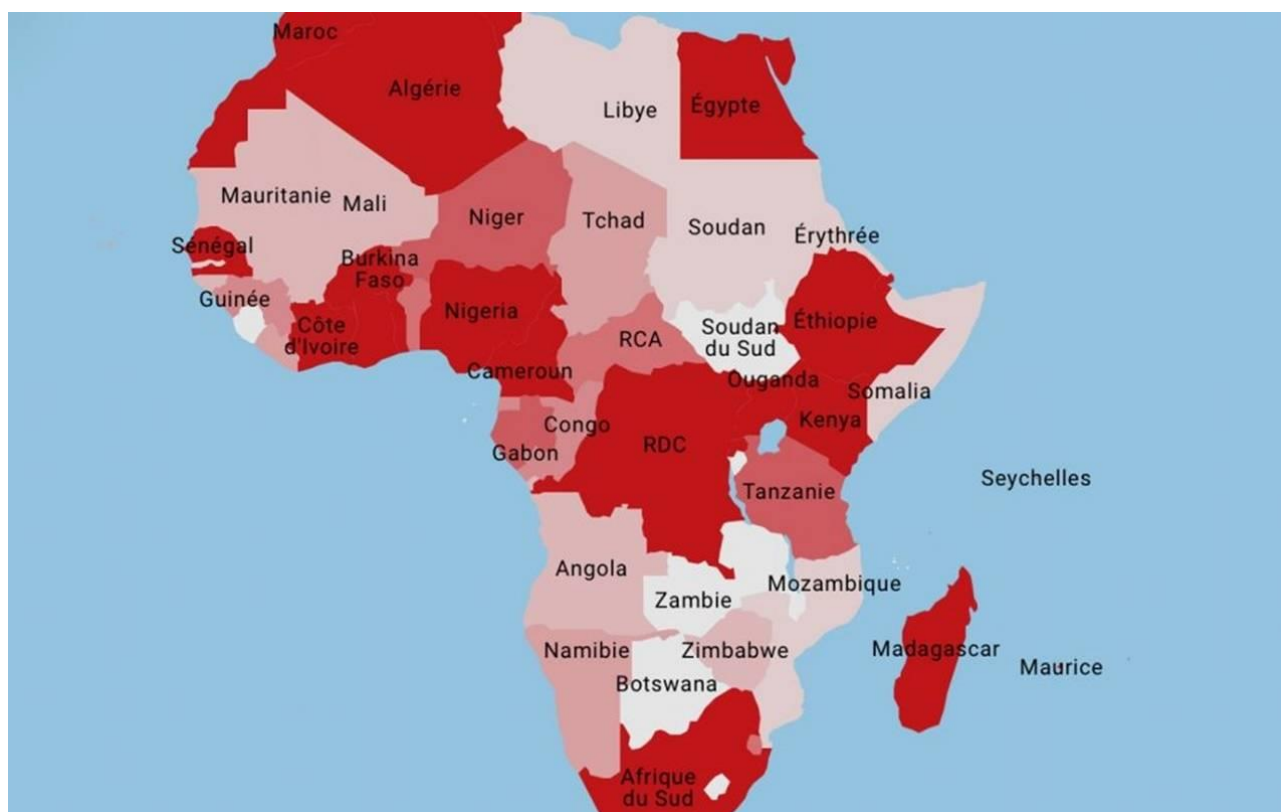 Maroc
Algérie
Libye
Égypte
Mauritanie
Mali
Niger
Tchad
Soudan
Érythrée
Sénégal
Burkina
Faso
Guinée
Côte
d'Ivoire
Nigeria
RCA
Soudan
du Sud
Éthiopie
Cameroun
Ouganda
Somalia
Congo
Gabon
RDC
Kenya
Tanzanie
Seychelles
Angola
Zambie
Mozambique
Namibie
Zimbabwe
Madagascar
Maurice
Botswana
Afrique
du Sud